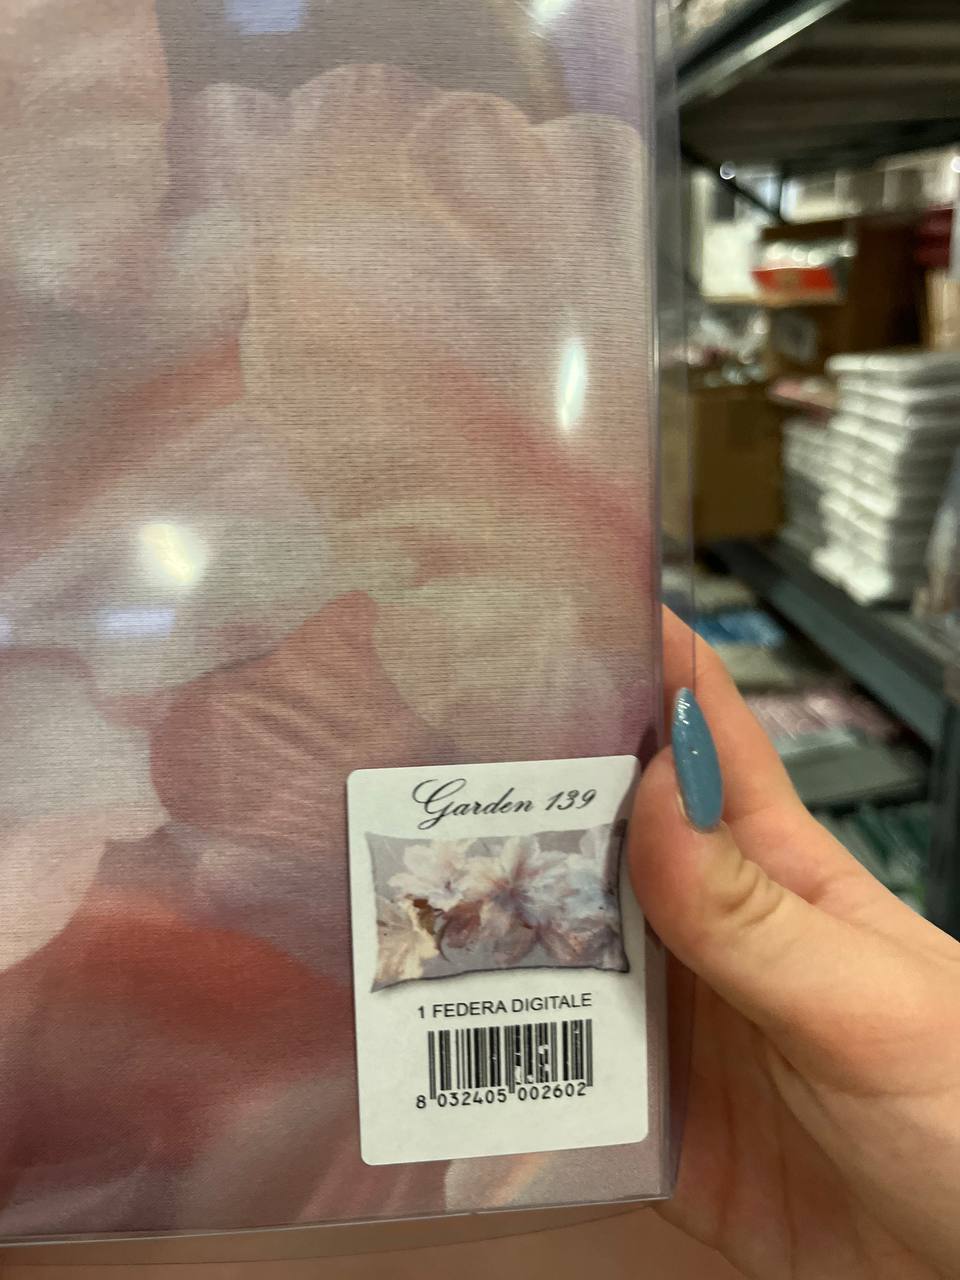 Garden 139
1 FEDERA DIGITALE
8 032405 002602